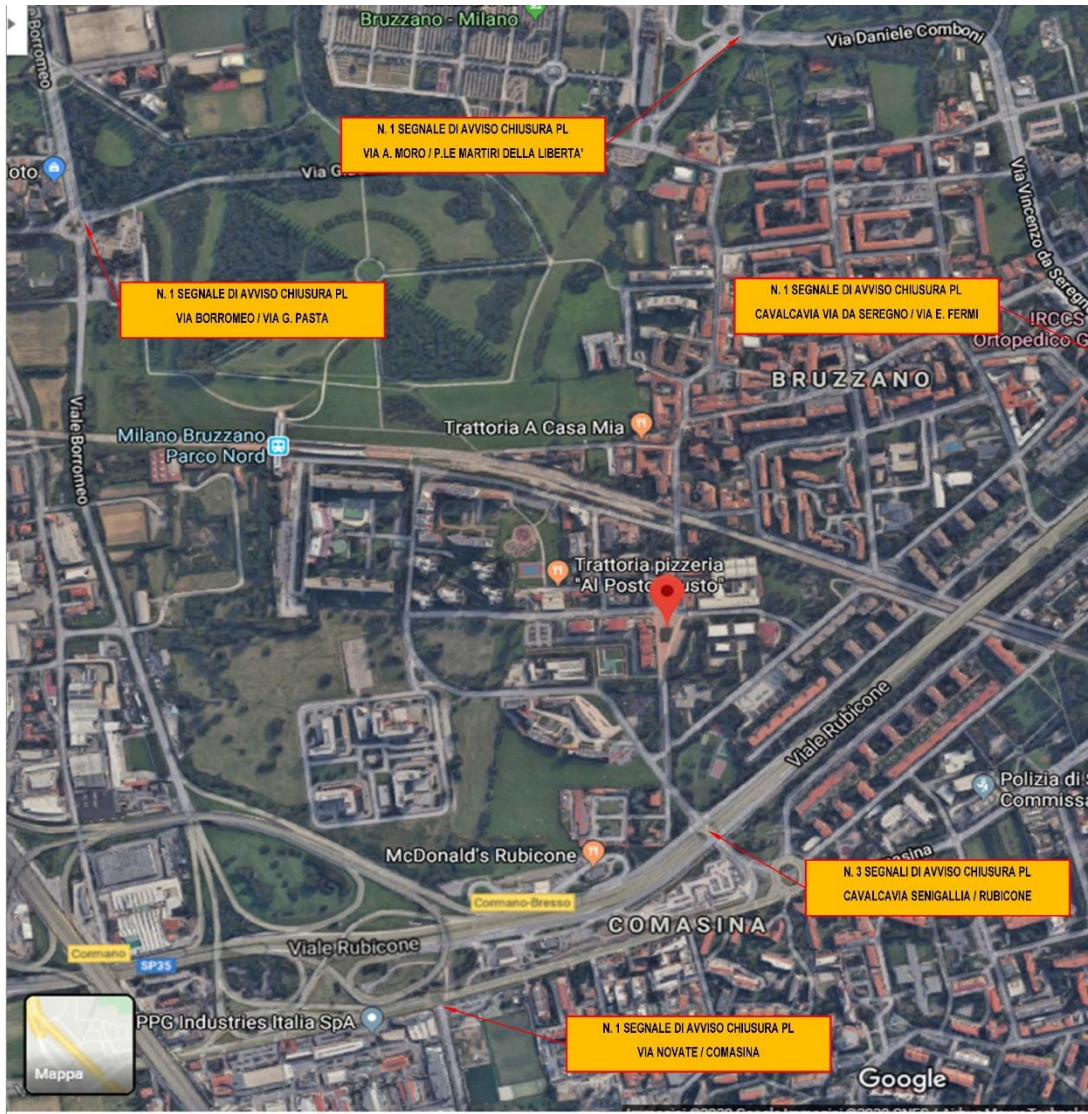 Bruzzano - Milano
Via Daniele Comboni
Borromeo
N. 1 SEGNALE DI AVVISO CHIUSURA PL
VIA A. MORO / P.LE MARTIRI DELLA LIBERTA'
oto
Via G
Via Vincenzo da Seregno
N. 1 SEGNALE DI AVVISO CHIUSURA PL
VIA BORROMEO / VIA G. PASTA
N. 1 SEGNALE DI AVVISO CHIUSURA PL
CAVALCAVIA VIA DA SEREGNO / VIA E. FERMI
IRCCS
Ortopedico G
BRUZZANO
Viale Borromeo
Trattoria A Casa Mia
Milano Bruzzano
Parco Nord
Trattoria pizzeria
"Al Posto usto"
Viale Rubicone
Polizia di S
Commissa
McDonald's Rubicone
asina
N. 3 SEGNALI DI AVVISO CHIUSURA PL
CAVALCAVIA SENIGALLIA / RUBICONE
Cormano-Bresso
COMASINA
Viale Rubicone
Cormano
SP35
PPG Industries Italia SpA
N. 1 SEGNALE DI AVVISO CHIUSURA PL
VIA NOVATE / COMASINA
Mappa
Google